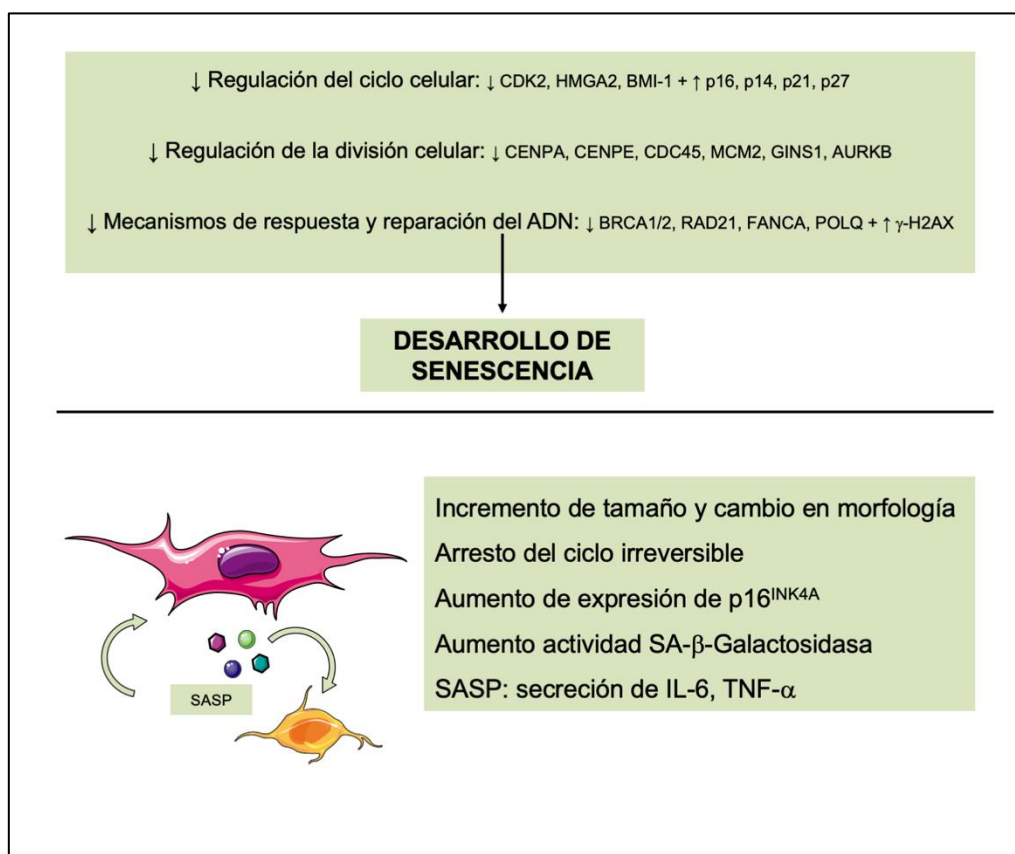 ↓ Regulación del ciclo celular: ↓ CDK2, HMGA2, BMI-1 + ↑ p16, p14, p21, p27
↓ Regulación de la división celular: ↓ CENPA, CENPE, CDC45, MCM2, GINS1, AURKB
↓ Mecanismos de respuesta y reparación del ADN: ↓ BRCA1/2, RAD21, FANCA, POLQ + ↑ γ-H2AX
DESARROLLO DE
SENESCENCIA
Incremento de tamaño y cambio en morfología
Arresto del ciclo irreversible
Aumento de expresión de p16INK4A
Aumento actividad SA-β-Galactosidasa
SASP: secreción de IL-6, TNF-α
SASP